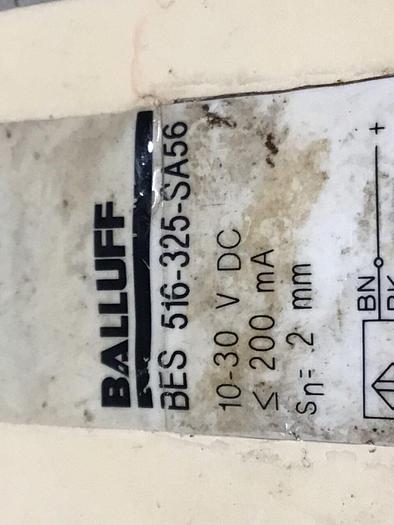 BALLUFF
BES 516-325-SA56
10-30 V DC
≤ 200 mA
Sn= 2 mm
+
BN